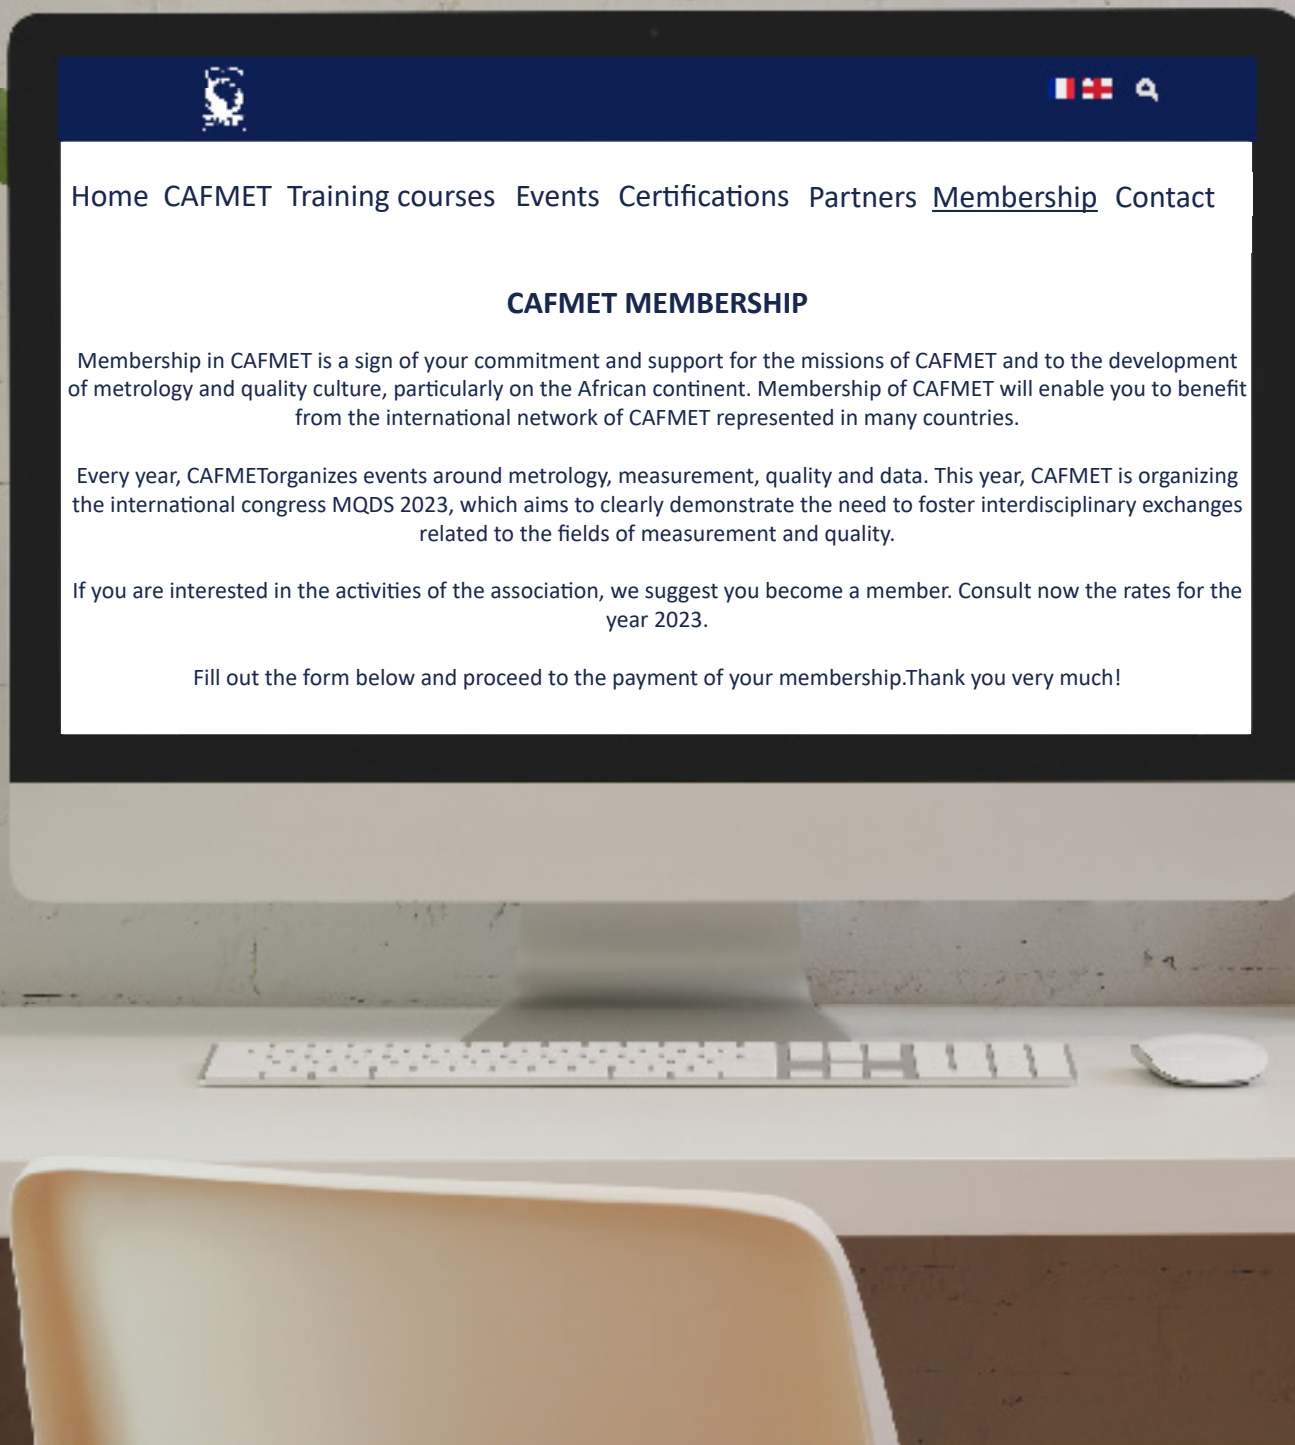 Home CAFMET Training courses Events Certifications Partners Membership Contact
CAFMET MEMBERSHIP
Membership in CAFMET is a sign of your commitment and support for the missions of CAFMET and to the development
of metrology and quality culture, particularly on the African continent. Membership of CAFMET will enable you to benefit
from the international network of CAFMET represented in many countries.
Every year, CAFMETorganizes events around metrology, measurement, quality and data. This year, CAFMET is organizing
the international congress MQDS 2023, which aims to clearly demonstrate the need to foster interdisciplinary exchanges
related to the fields of measurement and quality.
If you are interested in the activities of the association, we suggest you become a member. Consult now the rates for the
year 2023.
Fill out the form below and proceed to the payment of your membership.Thank you very much!